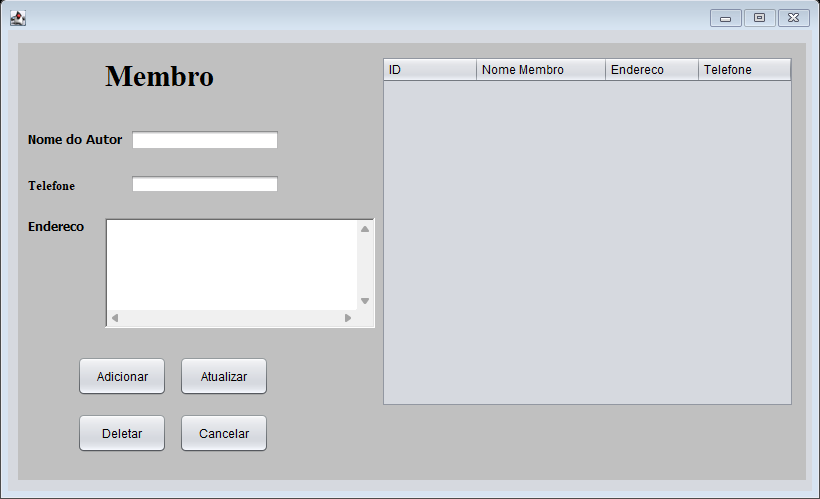 Membro
Nome do Autor
Telefone
Endereco
Adicionar Atualizar
Deletar Cancelar
ID Nome Membro Endereco Telefone